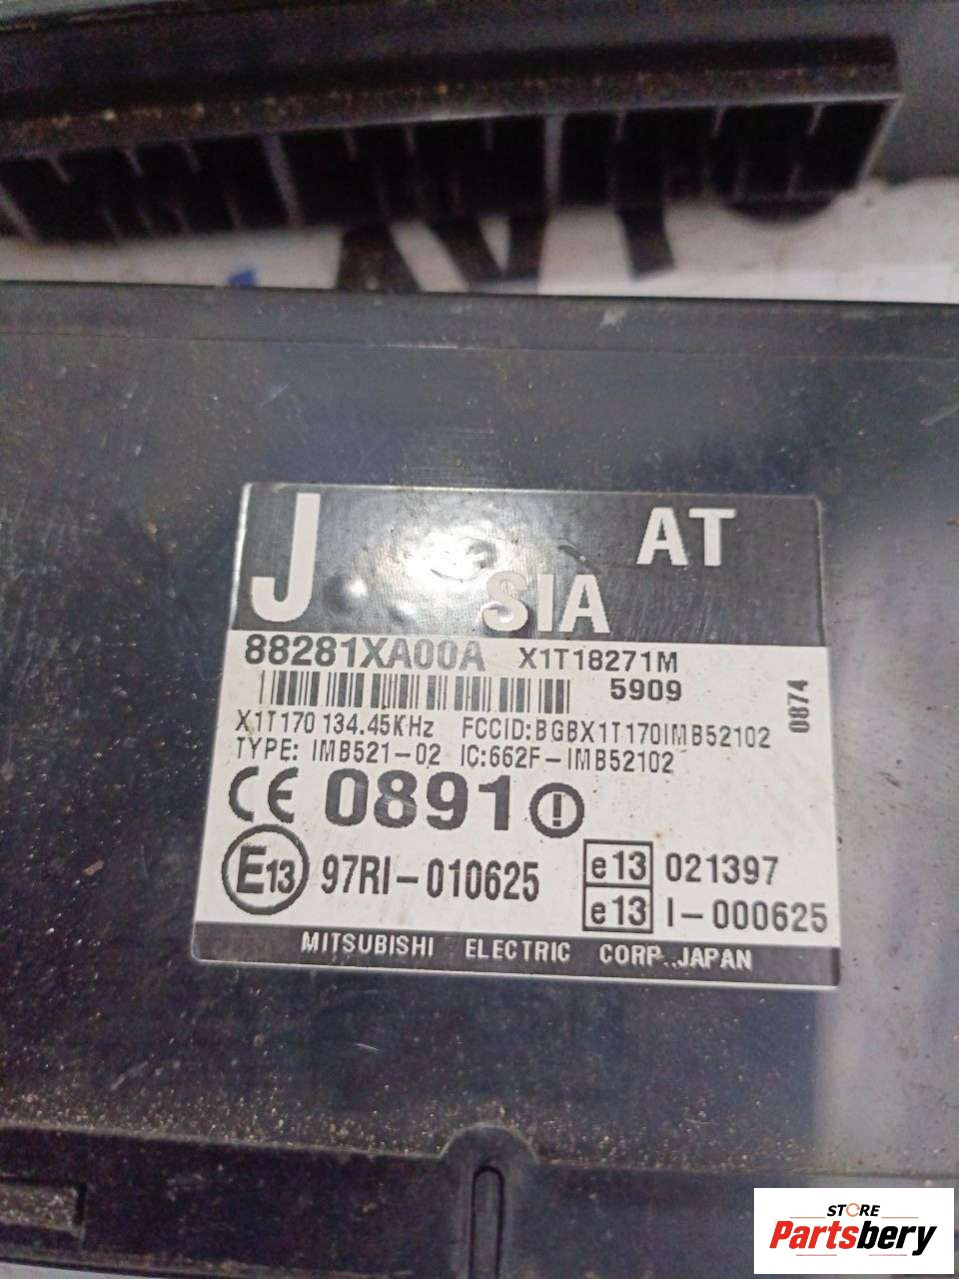 J
AT
SIA
88281XA00A X1T18271M
5909
0874
X1T170 134.45KHz FCCID:BGBX1T170IMB52102
TYPE: IMB521-02 IC:662F-IMB52102
CE 0891
E13 97RI-010625
e13 021397
e13 I-000625
MITSUBISHI ELECTRIC CORP. JAPAN
STORE
Partsbery